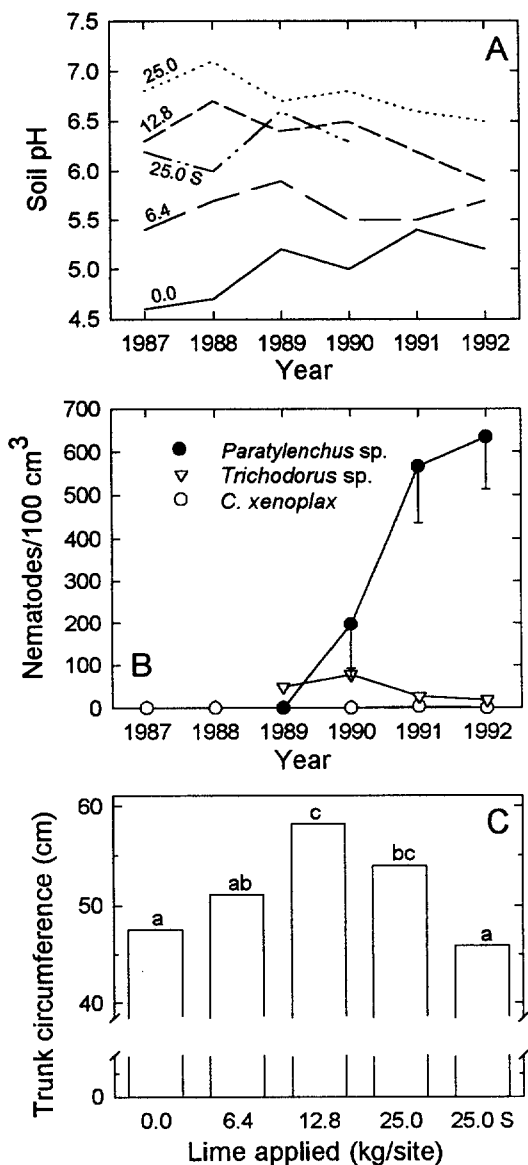 A
7.5
7.0
6.5
6.0
5.5
5.0
4.5
Soil pH
25.0
12.8
25.0 S
6.4
0.0
1987 1988 1989 1990 1991 1992
Year
B
700
600
500
400
300
200
100
0
Nematodes/100 cm³
Paratylenchus sp.
Trichodorus sp.
C. xenoplax
1987 1988 1989 1990 1991 1992
Year
C
60
50
40
0
Trunk circumference (cm)
a ab c bc a
0.0 6.4 12.8 25.0 25.0 S
Lime applied (kg/site)